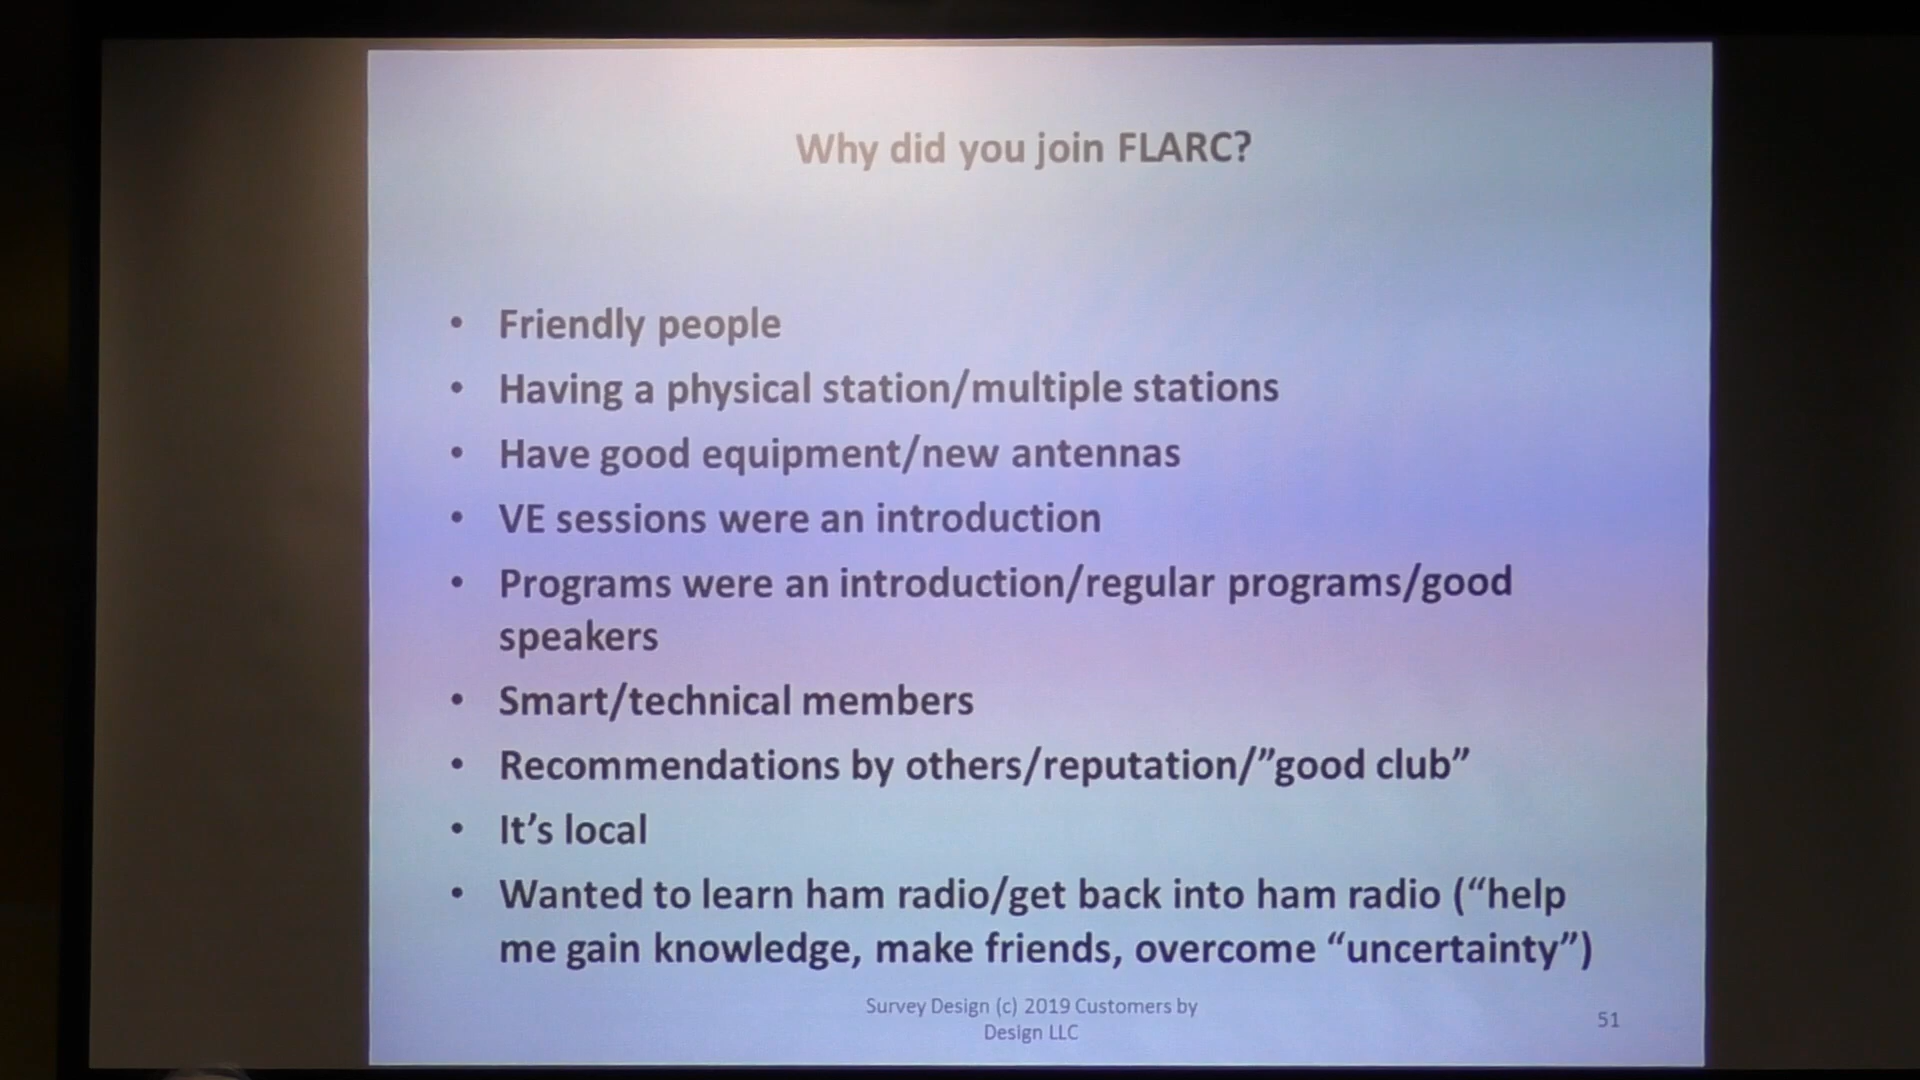 Why did you join FLARC?
• Friendly people
• Having a physical station/multiple stations
• Have good equipment/new antennas
• VE sessions were an introduction
• Programs were an introduction/regular programs/good
speakers
• Smart/technical members
• Recommendations by others/reputation/”good club”
• It’s local
• Wanted to learn ham radio/get back into ham radio (“help
me gain knowledge, make friends, overcome “uncertainty”)
Survey Design (c) 2019 Customers by
Design LLC
51